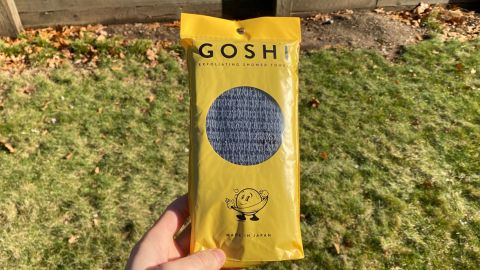 GOSHI
EXFOLIATING SHOWER TOWEL
MADE IN JAPAN